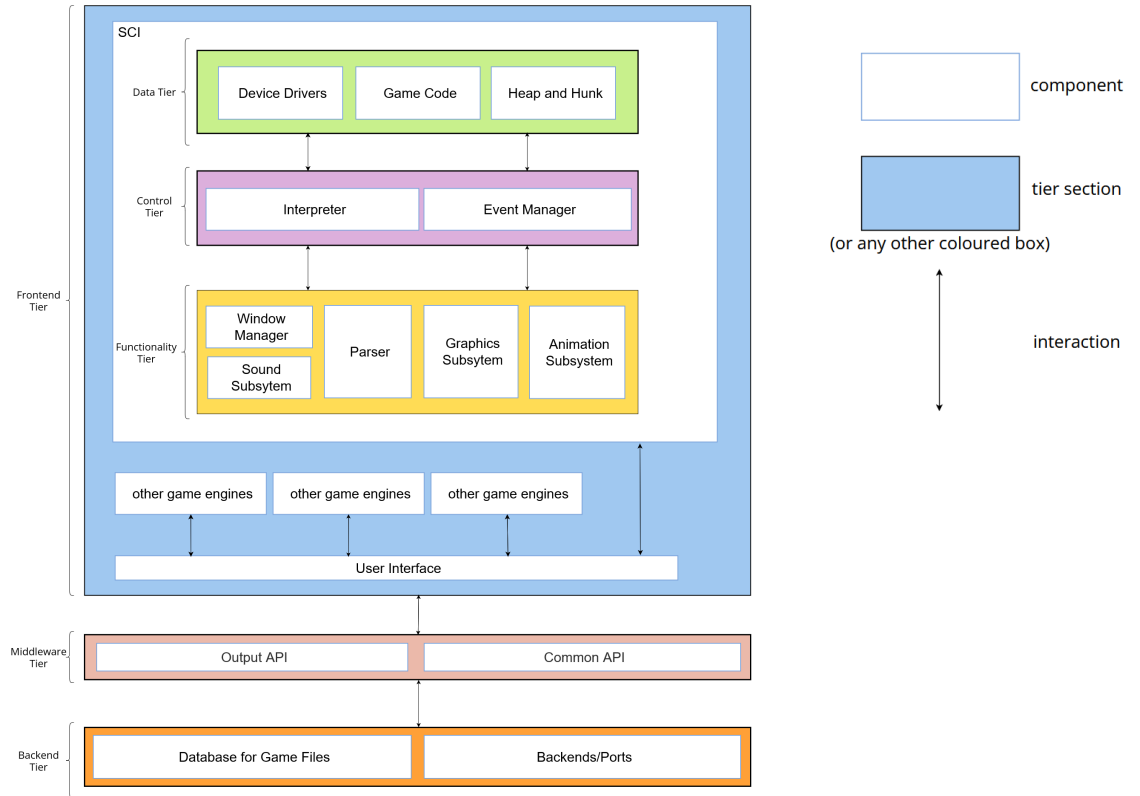 SCI
Data Tier
Device Drivers
Game Code
Heap and Hunk
Control
Tier
Interpreter
Event Manager
Frontend
Tier
Functionality
Tier
Window
Manager
Sound
Subsytem
Parser
Graphics
Subsytem
Animation
Subsystem
other game engines
other game engines
other game engines
User Interface
Middleware
Tier
Output API
Common API
Backend
Tier
Database for Game Files
Backends/Ports
component
tier section
(or any other coloured box)
interaction